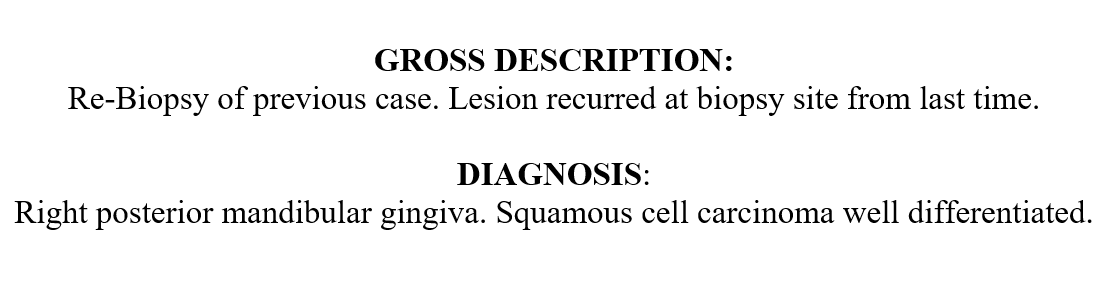 GROSS DESCRIPTION:
Re-Biopsy of previous case. Lesion recurred at biopsy site from last time.
DIAGNOSIS:
Right posterior mandibular gingiva. Squamous cell carcinoma well differentiated.